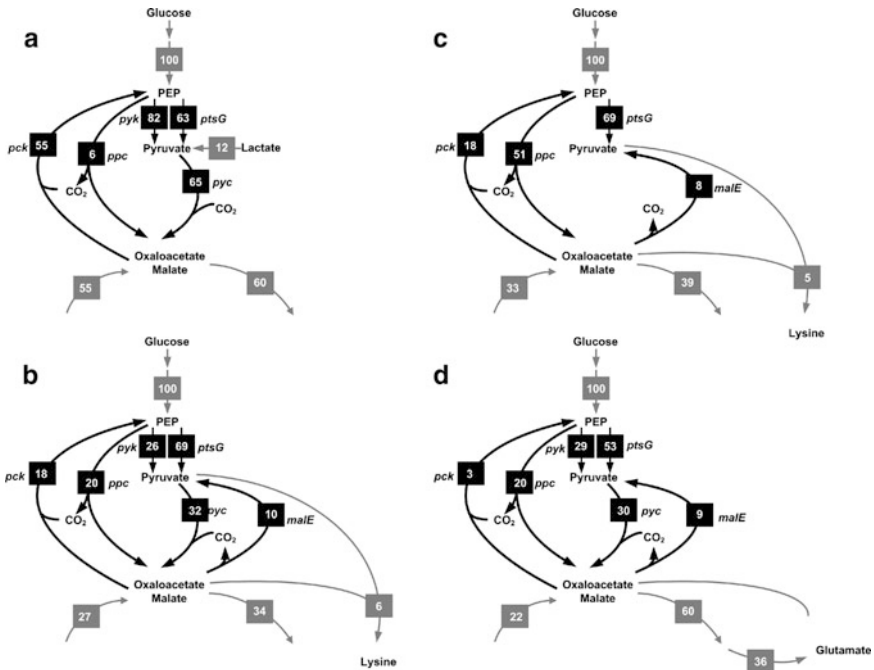 a
Glucose
100
PEP
pyk 82 63 ptsG
pck 55
6 ppc
Pyruvate 12 Lactate
65 pyc
CO2
CO2
Oxaloacetate
Malate
55
60
c
Glucose
100
PEP
69 ptsG
pck 18
51 ppc
Pyruvate
8 malE
CO2
CO2
Oxaloacetate
Malate
33
39
5
Lysine
b
Glucose
100
PEP
pyk 26 69 ptsG
pck 18
20 ppc
Pyruvate
32 pyc
10 malE
CO2
CO2
Oxaloacetate
Malate
27
34
6
Lysine
d
Glucose
100
PEP
pyk 29 53 ptsG
pck 3
20 ppc
Pyruvate
30 pyc
9 malE
CO2
CO2
Oxaloacetate
Malate
22
60
36
Glutamate